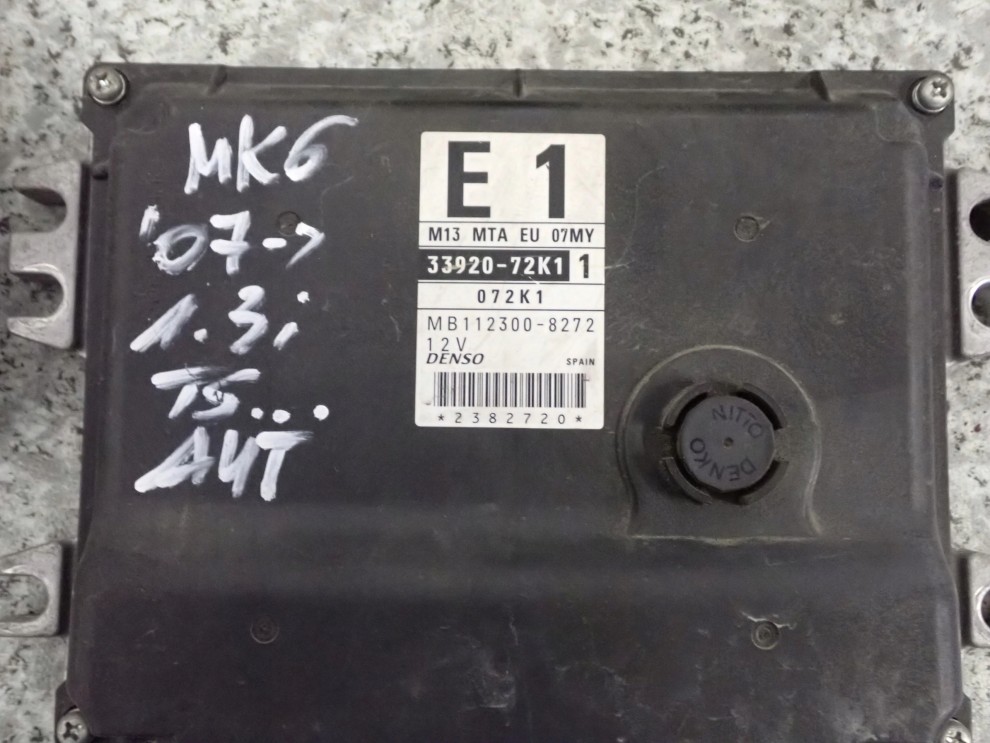 MK6
'07->
1.3i
TS....
AUT
E 1
M13 MTA EU 07MY
33920-72K1 1
072K1
MB112300-8272
12V
DENSO SPAIN
*2382720*
NITTO
DENKO